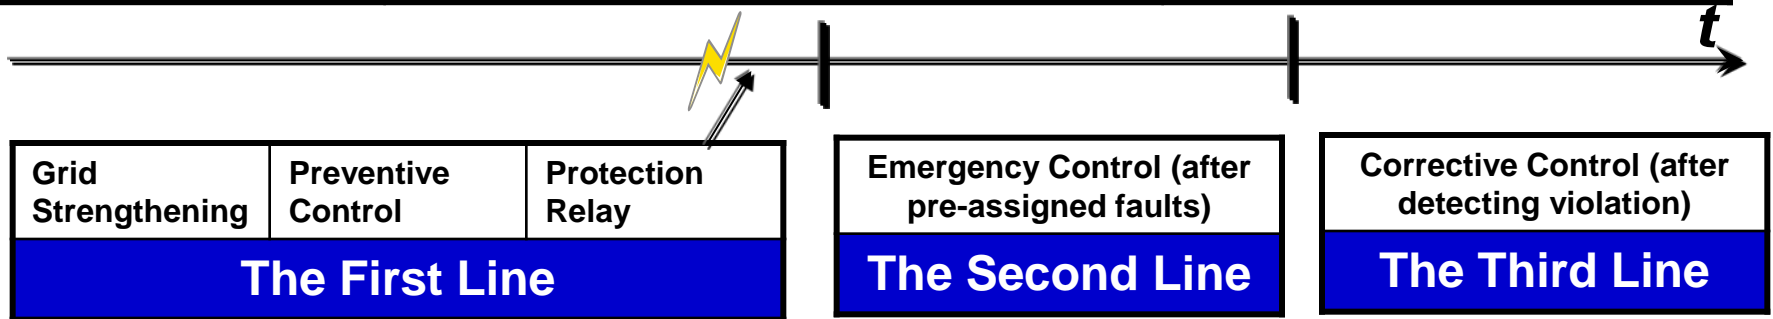 t
Grid
Strengthening
Preventive
Control
Protection
Relay
The First Line
Emergency Control (after
pre-assigned faults)
The Second Line
Corrective Control (after
detecting violation)
The Third Line